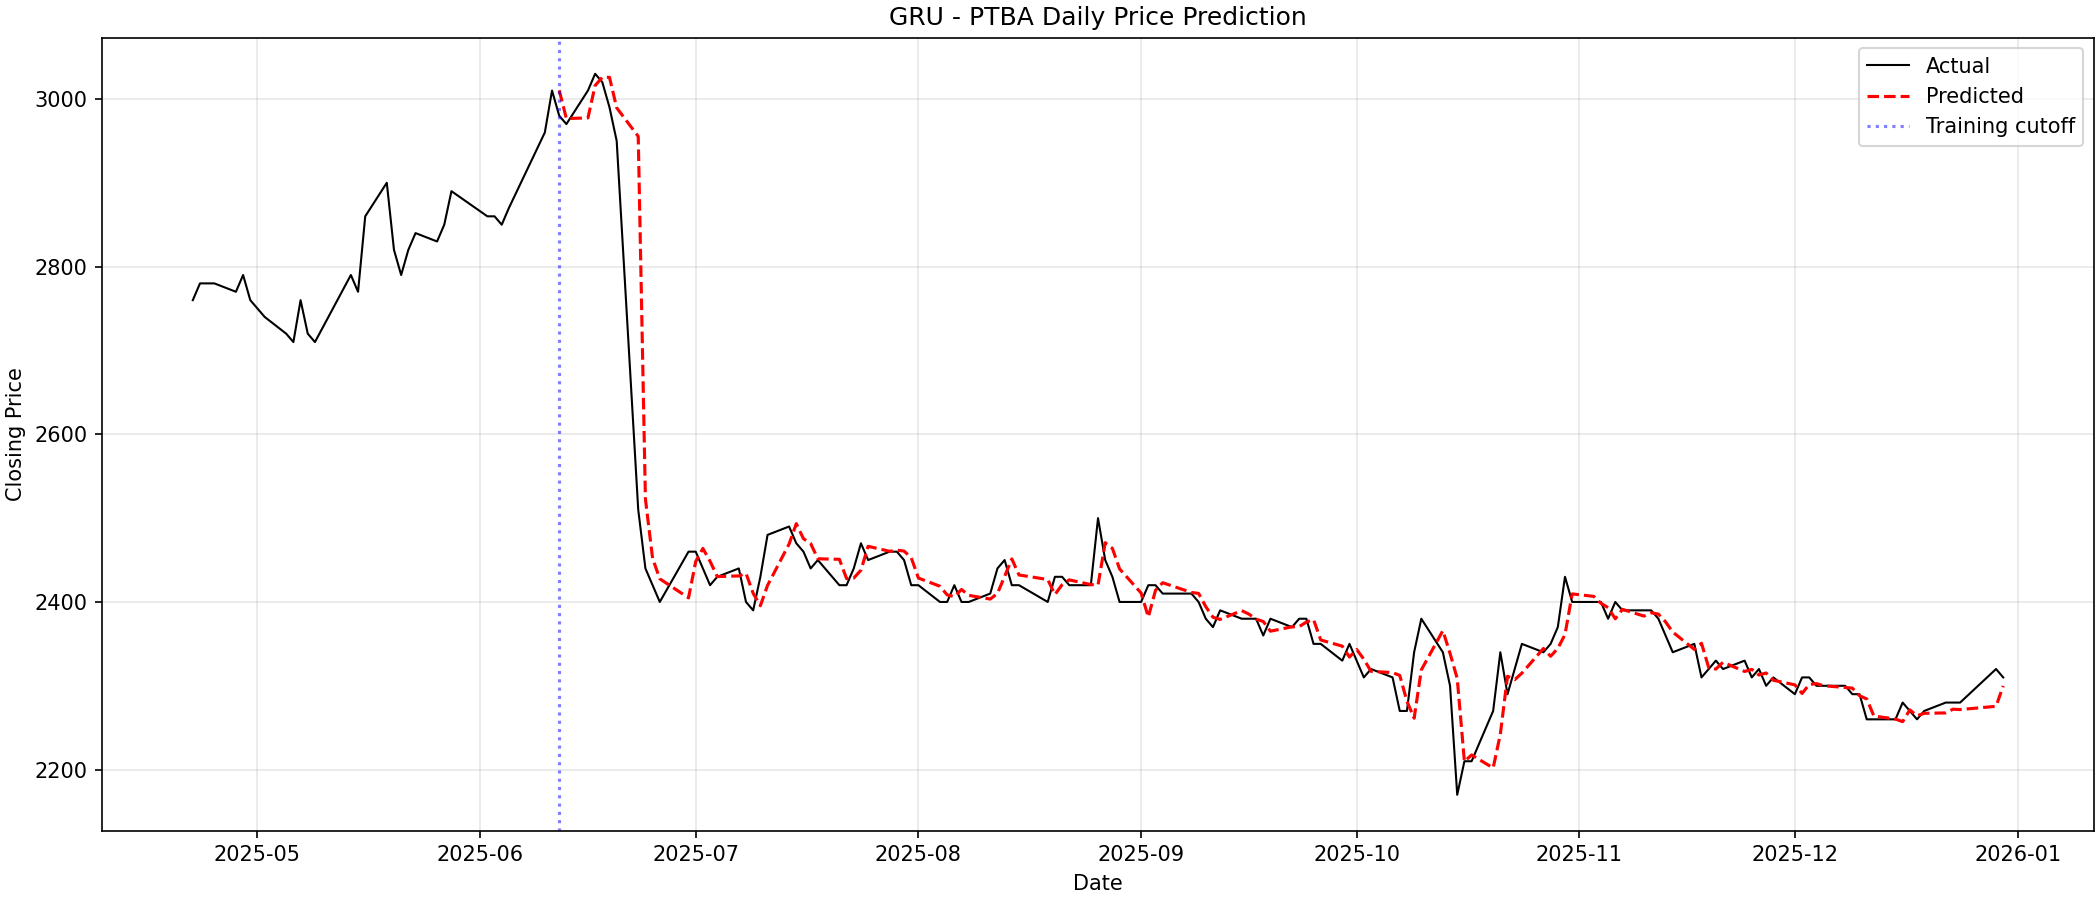 GRU - PTBA Daily Price Prediction
Actual
Predicted
Training cutoff
Closing Price
3000
2800
2600
2400
2200
2025-05 2025-06 2025-07 2025-08 2025-09 2025-10 2025-11 2025-12 2026-01
Date